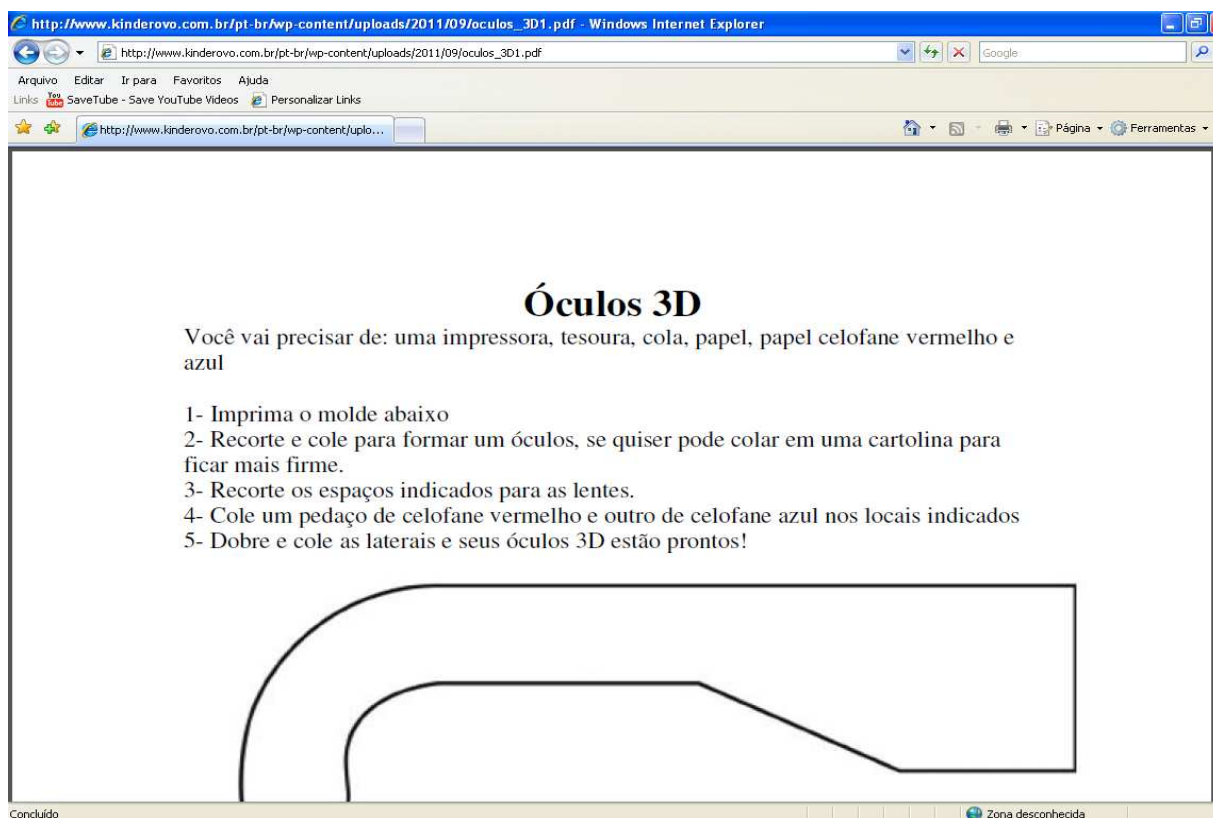 http://www.kinderovo.com.br/pt-br/wp-content/uploads/2011/09/oculos_3D1.pdf - Windows Internet Explorer
http://www.kinderovo.com.br/pt-br/wp-content/uploads/2011/09/oculos_3D1.pdf Google
Arquivo Editar Ir para Favoritos Ajuda
Links You Tube SaveTube - Save YouTube Videos Personalizar Links
http://www.kinderovo.com.br/pt-br/wp-content/uplo... Página Ferramentas
Óculos 3D
Você vai precisar de: uma impressora, tesoura, cola, papel, papel celofane vermelho e
azul
1- Imprima o molde abaixo
2- Recorte e cole para formar um óculos, se quiser pode colar em uma cartolina para
ficar mais firme.
3- Recorte os espaços indicados para as lentes.
4- Cole um pedaço de celofane vermelho e outro de celofane azul nos locais indicados
5- Dobre e cole as laterais e seus óculos 3D estão prontos!
Concluído Zona desconhecida